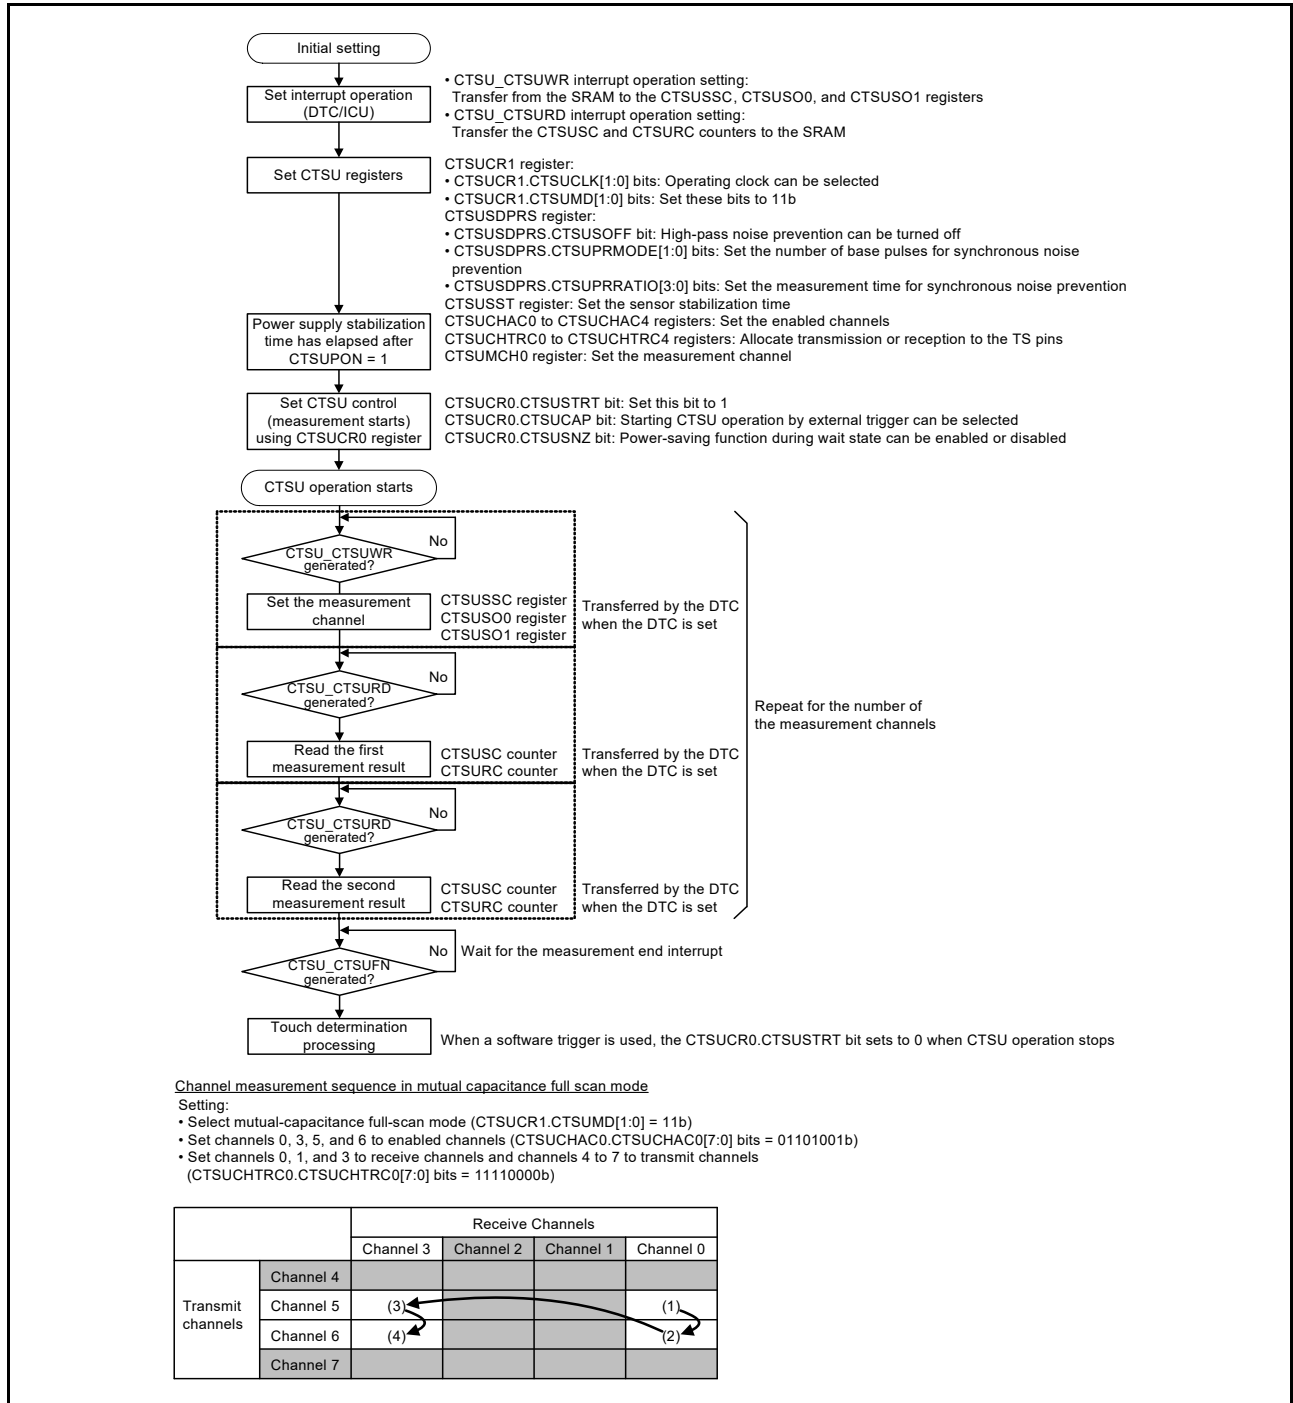 Initial setting
Set interrupt operation
(DTC/ICU)
• CTSU_CTSUWR interrupt operation setting:
Transfer from the SRAM to the CTSUSSC, CTSUSO0, and CTSUSO1 registers
• CTSU_CTSURD interrupt operation setting:
Transfer the CTSUSC and CTSURC counters to the SRAM
Set CTSU registers
CTSUCR1 register:
• CTSUCR1.CTSUCLK[1:0] bits: Operating clock can be selected
• CTSUCR1.CTSUMD[1:0] bits: Set these bits to 11b
CTSUSDPRS register:
• CTSUSDPRS.CTSUSOFF bit: High-pass noise prevention can be turned off
• CTSUSDPRS.CTSUPRMODE[1:0] bits: Set the number of base pulses for synchronous noise
prevention
• CTSUSDPRS.CTSUPRRATIO[3:0] bits: Set the measurement time for synchronous noise prevention
CTSUSST register: Set the sensor stabilization time
CTSUCHAC0 to CTSUCHAC4 registers: Set the enabled channels
CTSUCHTRC0 to CTSUCHTRC4 registers: Allocate transmission or reception to the TS pins
CTSUMCH0 register: Set the measurement channel
Power supply stabilization
time has elapsed after
CTSUPON = 1
Set CTSU control
(measurement starts)
using CTSUCR0 register
CTSUCR0.CTSUSTRT bit: Set this bit to 1
CTSUCR0.CTSUCAP bit: Starting CTSU operation by external trigger can be selected
CTSUCR0.CTSUSNZ bit: Power-saving function during wait state can be enabled or disabled
CTSU operation starts
No
CTSU_CTSUWR
generated?
Set the measurement
channel
CTSUSSC register
CTSUSO0 register
CTSUSO1 register
Transferred by the DTC
when the DTC is set
No
CTSU_CTSURD
generated?
Repeat for the number of
the measurement channels
Read the first
measurement result
CTSUSC counter
CTSURC counter
Transferred by the DTC
when the DTC is set
No
CTSU_CTSURD
generated?
Read the second
measurement result
CTSUSC counter
CTSURC counter
Transferred by the DTC
when the DTC is set
No
Wait for the measurement end interrupt
CTSU_CTSUFN
generated?
Touch determination
processing
When a software trigger is used, the CTSUCR0.CTSUSTRT bit sets to 0 when CTSU operation stops
Channel measurement sequence in mutual capacitance full scan mode
Setting:
• Select mutual-capacitance full-scan mode (CTSUCR1.CTSUMD[1:0] = 11b)
• Set channels 0, 3, 5, and 6 to enabled channels (CTSUCHAC0.CTSUCHAC0[7:0] bits = 01101001b)
• Set channels 0, 1, and 3 to receive channels and channels 4 to 7 to transmit channels
(CTSUCHTRC0.CTSUCHTRC0[7:0] bits = 11110000b)
Receive Channels
Channel 3 Channel 2 Channel 1 Channel 0
Transmit
channels
Channel 4
Channel 5 (3) (1)
Channel 6 (4) (2)
Channel 7